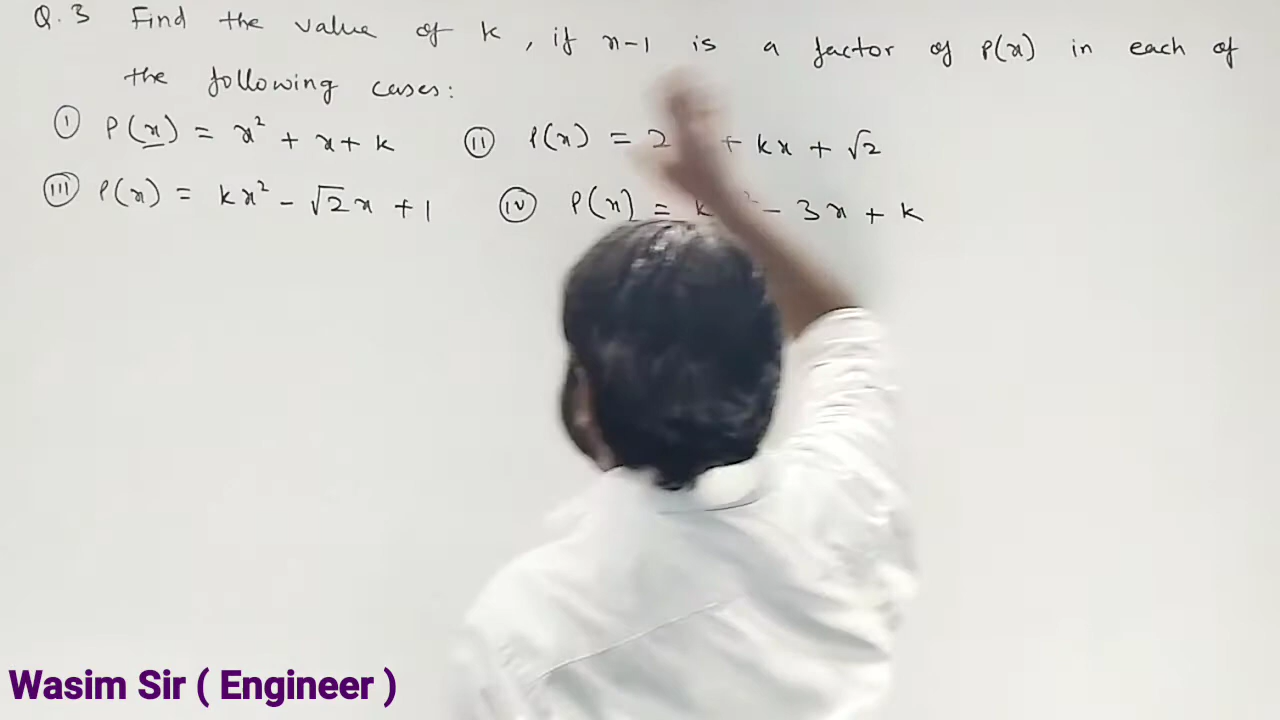 Q.3 Find the value of k, if x-1 is a factor of P(x) in each of
the following cases:
(i) P(x) = x² + x + k (ii) P(x) = 2 + kx + √2
(iii) P(x) = kx² - √2x + 1 (iv) P(x) = k ² - 3x + k
Wasim Sir ( Engineer )